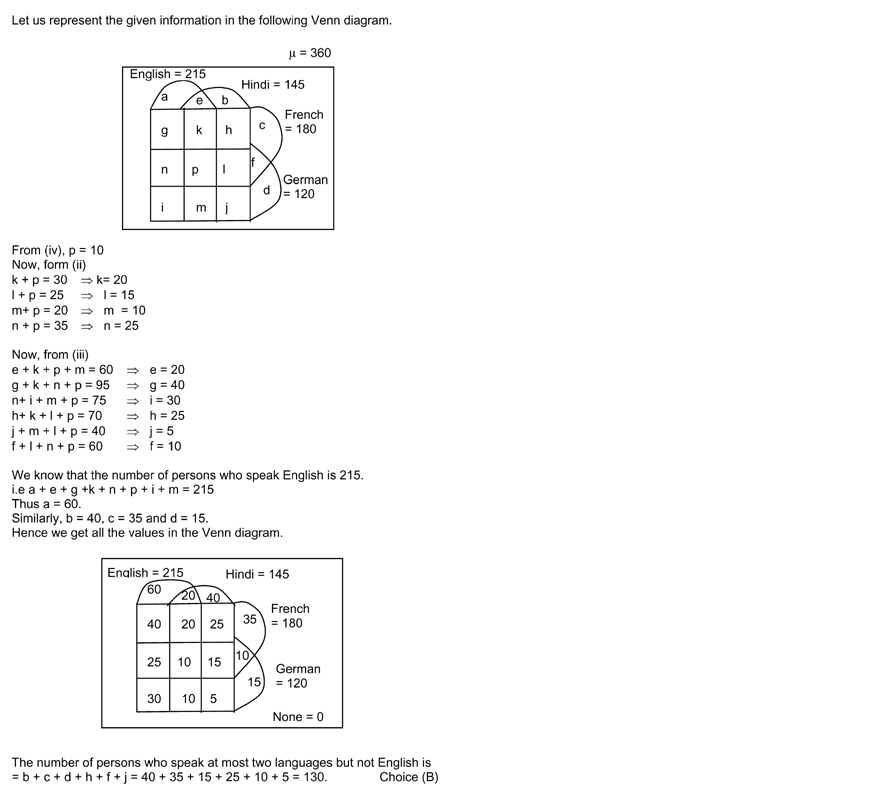 Let us represent the given information in the following Venn diagram.
μ = 360
English = 215
Hindi = 145
a e b
French
= 180
g k h c
f
n p l
German
= 120
d
i m j
From (iv), p = 10
Now, form (ii)
k + p = 30 ⇒ k= 20
l + p = 25 ⇒ l = 15
m+ p = 20 ⇒ m = 10
n + p = 35 ⇒ n = 25
Now, from (iii)
e + k + p + m = 60 ⇒ e = 20
g + k + n + p = 95 ⇒ g = 40
n+ i + m + p = 75 ⇒ i = 30
h+ k + l + p = 70 ⇒ h = 25
j + m + l + p = 40 ⇒ j = 5
f + l + n + p = 60 ⇒ f = 10
We know that the number of persons who speak English is 215.
i.e a + e + g +k + n + p + i + m = 215
Thus a = 60.
Similarly, b = 40, c = 35 and d = 15.
Hence we get all the values in the Venn diagram.
English = 215 Hindi = 145
60 20 40
French
= 180
40 20 25 35
10
25 10 15
German
= 120
15
30 10 5
None = 0
The number of persons who speak at most two languages but not English is
= b + c + d + h + f + j = 40 + 35 + 15 + 25 + 10 + 5 = 130. Choice (B)